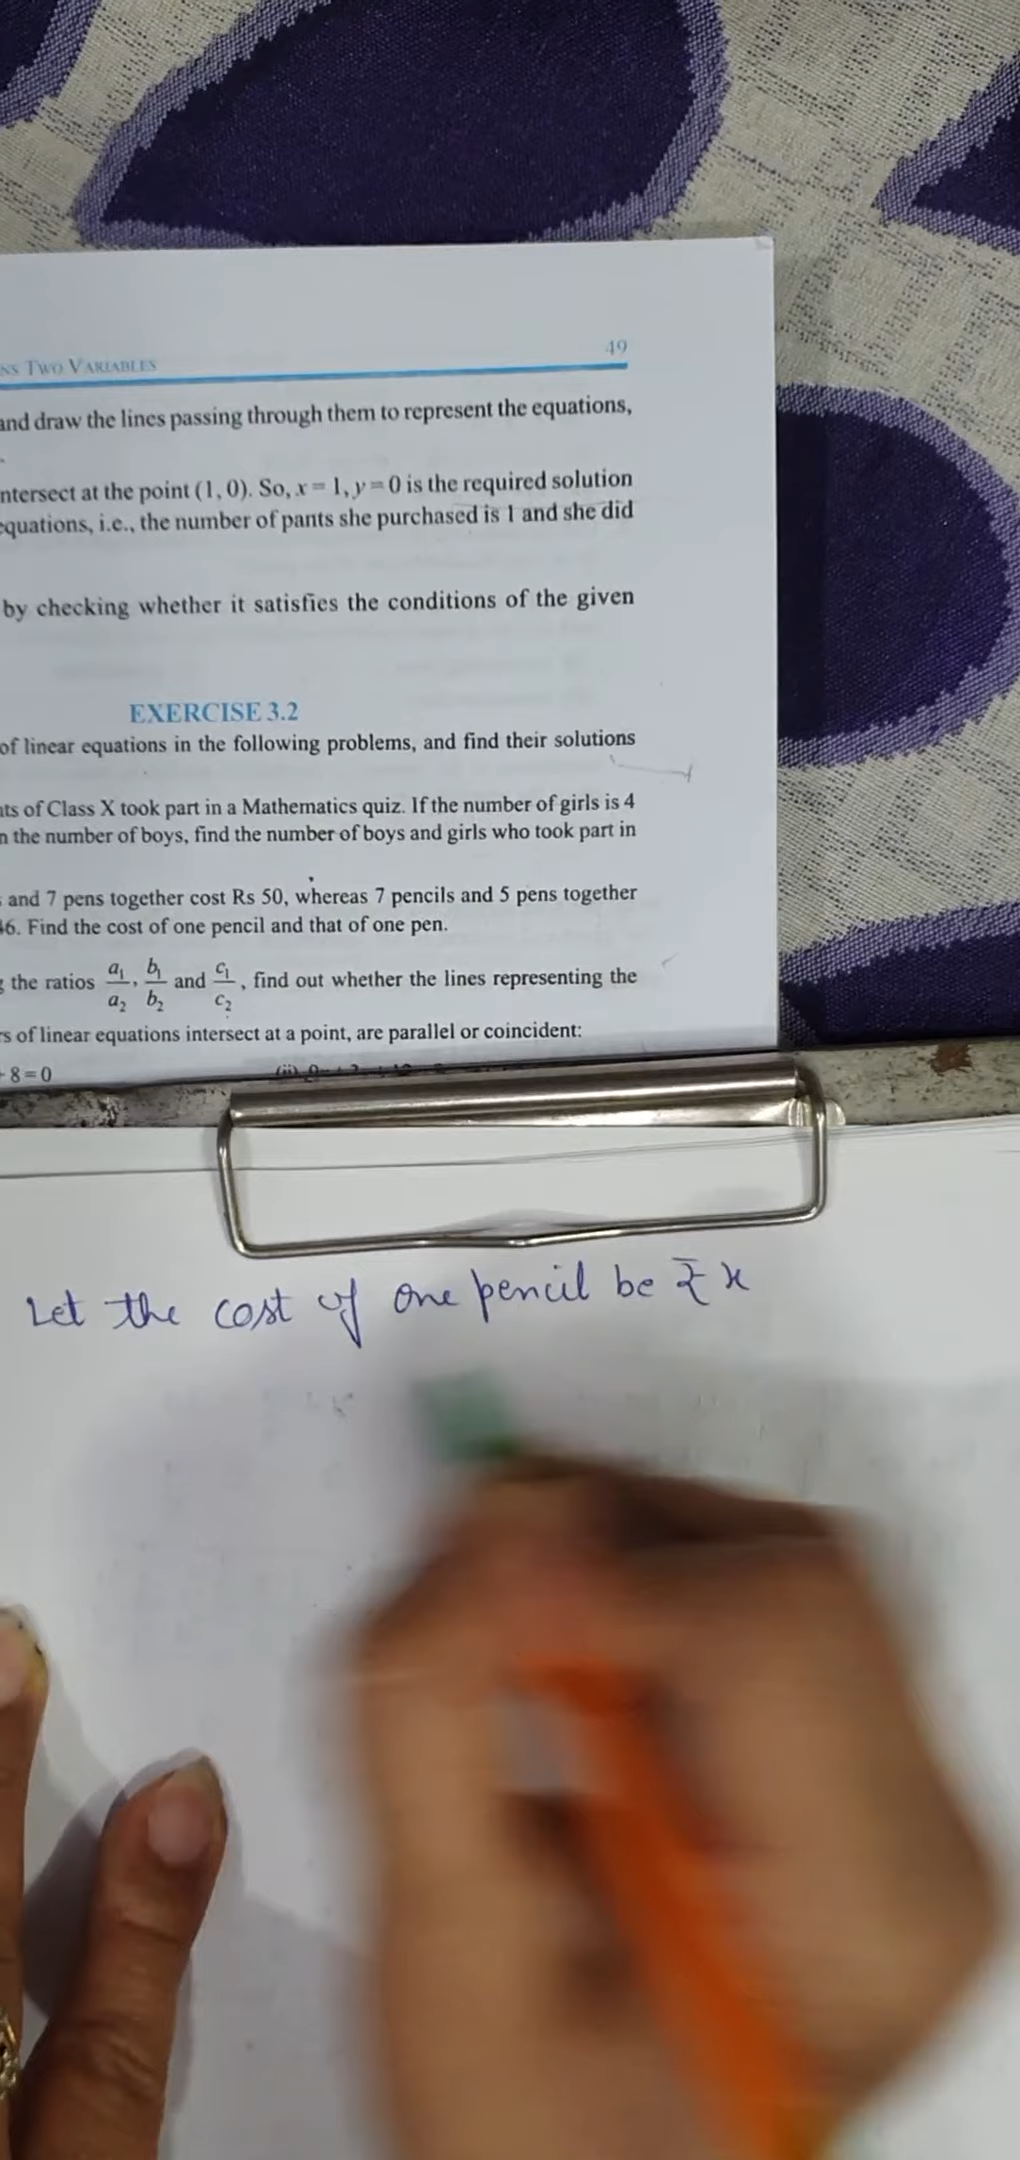 TWO VARIABLES
49
and draw the lines passing through them to represent the equations,
intersect at the point (1, 0). So, x = 1, y = 0 is the required solution
equations, i.e., the number of pants she purchased is 1 and she did
by checking whether it satisfies the conditions of the given
EXERCISE 3.2
of linear equations in the following problems, and find their solutions
ts of Class X took part in a Mathematics quiz. If the number of girls is 4
n the number of boys, find the number of boys and girls who took part in
and 7 pens together cost Rs 50, whereas 7 pencils and 5 pens together
46. Find the cost of one pencil and that of one pen.
the ratios a₁/a₂, b₁/b₂ and c₁/c₂, find out whether the lines representing the
rs of linear equations intersect at a point, are parallel or coincident:
8 = 0 (ii)
Let the cost of one pencil be ₹ x